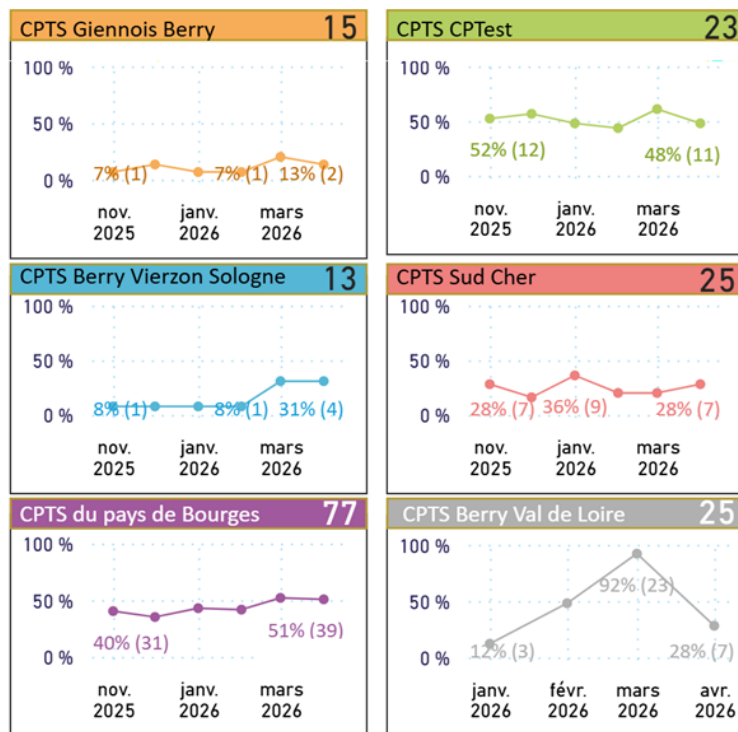 CPTS Giennois Berry 15
100 %
50 %
0 %
7% (1)
7% (1)
13% (2)
nov.
2025
janv.
2026
mars
2026
CPTS CPTest 23
100 %
50 %
0 %
52% (12)
48% (11)
nov.
2025
janv.
2026
mars
2026
CPTS Berry Vierzon Sologne 13
100 %
50 %
0 %
8% (1)
8% (1)
31% (4)
nov.
2025
janv.
2026
mars
2026
CPTS Sud Cher 25
100 %
50 %
0 %
28% (7)
36% (9)
28% (7)
nov.
2025
janv.
2026
mars
2026
CPTS du pays de Bourges 77
100 %
50 %
0 %
40% (31)
51% (39)
nov.
2025
janv.
2026
mars
2026
CPTS Berry Val de Loire 25
100 %
50 %
0 %
12% (3)
92% (23)
28% (7)
janv.
2026
févr.
2026
mars
2026
avr.
2026